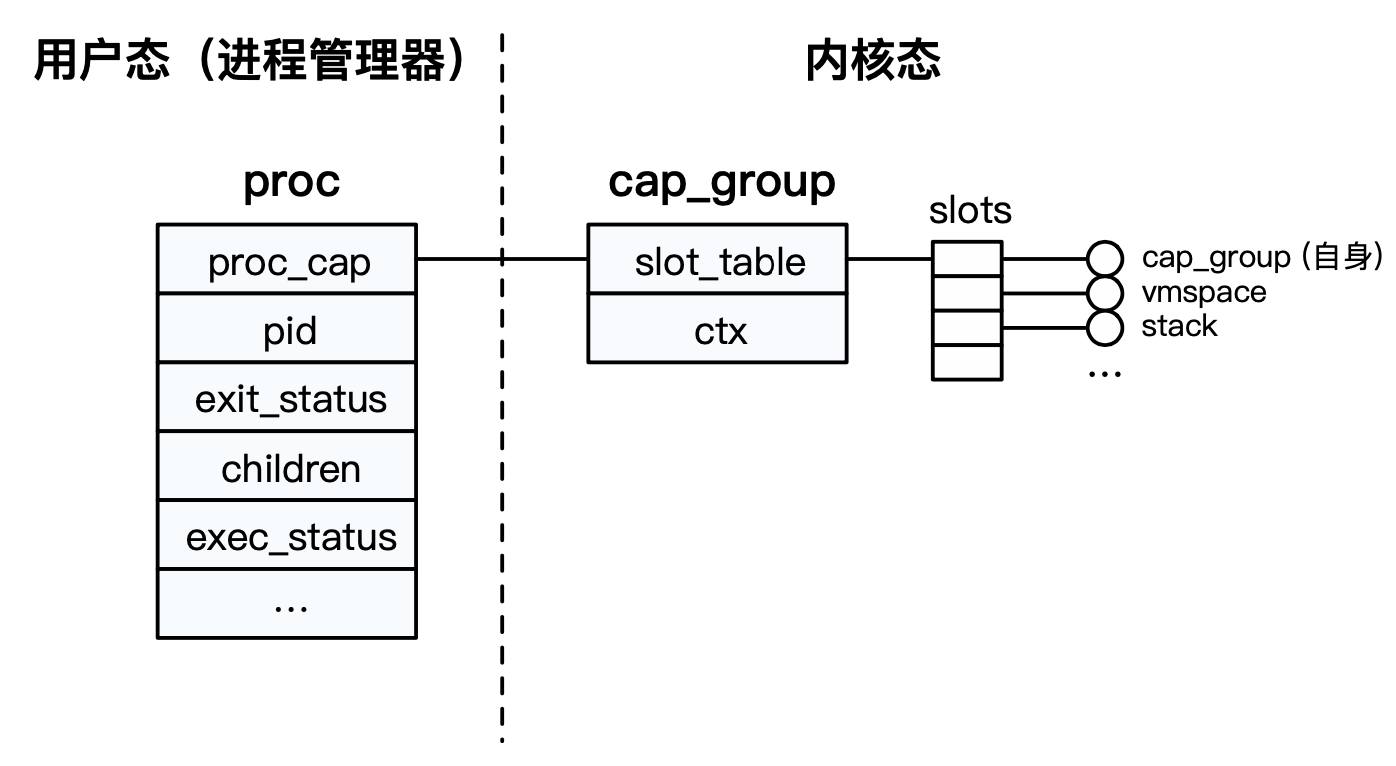 用户态（进程管理器）
内核态
proc
proc_cap
pid
exit_status
children
exec_status
...
cap_group
slot_table
ctx
slots
cap_group (自身)
vmspace
stack
...